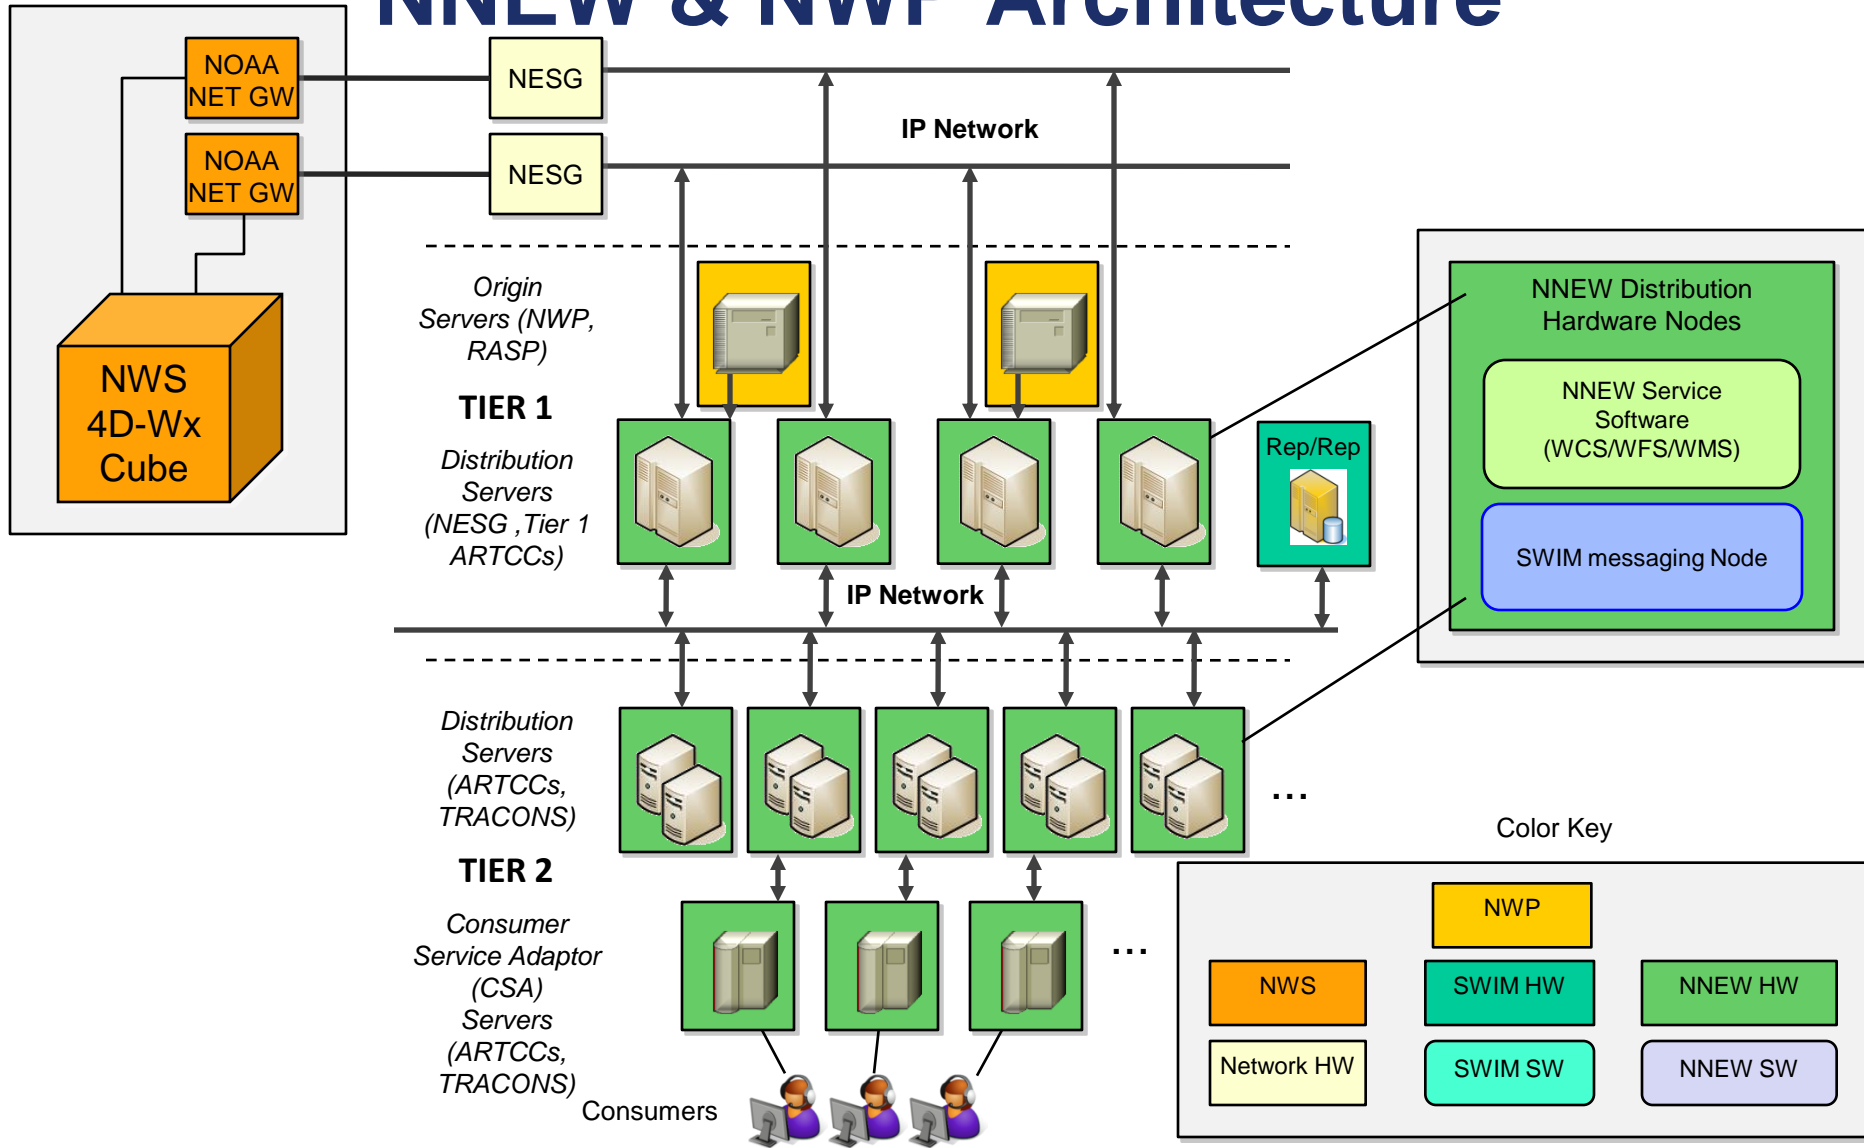 NNEW & NWP Architecture
NOAA
NET GW
NESG
IP Network
NOAA
NET GW
NESG
NWS
4D-Wx
Cube
Origin
Servers (NWP,
RASP)
TIER 1
Distribution
Servers
(NESG ,Tier 1
ARTCCs)
Rep/Rep
IP Network
NNEW Distribution
Hardware Nodes
NNEW Service
Software
(WCS/WFS/WMS)
SWIM messaging Node
Distribution
Servers
(ARTCCs,
TRACONS)
...
TIER 2
Consumer
Service Adaptor
(CSA)
Servers
(ARTCCs,
TRACONS)
...
Consumers
Color Key
NWP
NWS
SWIM HW
NNEW HW
Network HW
SWIM SW
NNEW SW